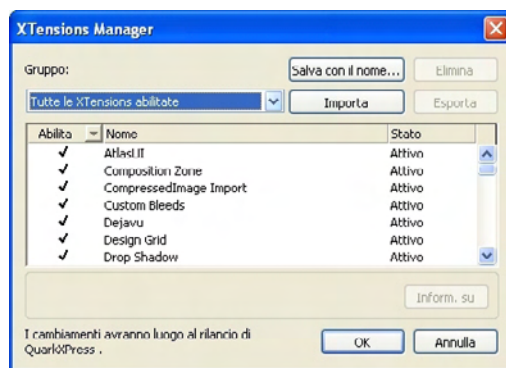 XTensions Manager
Gruppo:
Salva con il nome...
Elimina
Tutte le XTensions abilitate
Importa
Esporta
Abilita Nome Stato
✓ AtlasUI Attivo
✓ Composition Zone Attivo
✓ CompressedImage Import Attivo
✓ Custom Bleeds Attivo
✓ Dejavu Attivo
✓ Design Grid Attivo
✓ Drop Shadow Attivo
Inform. su
I cambiamenti avranno luogo al rilancio di
QuarkXPress .
OK
Annulla